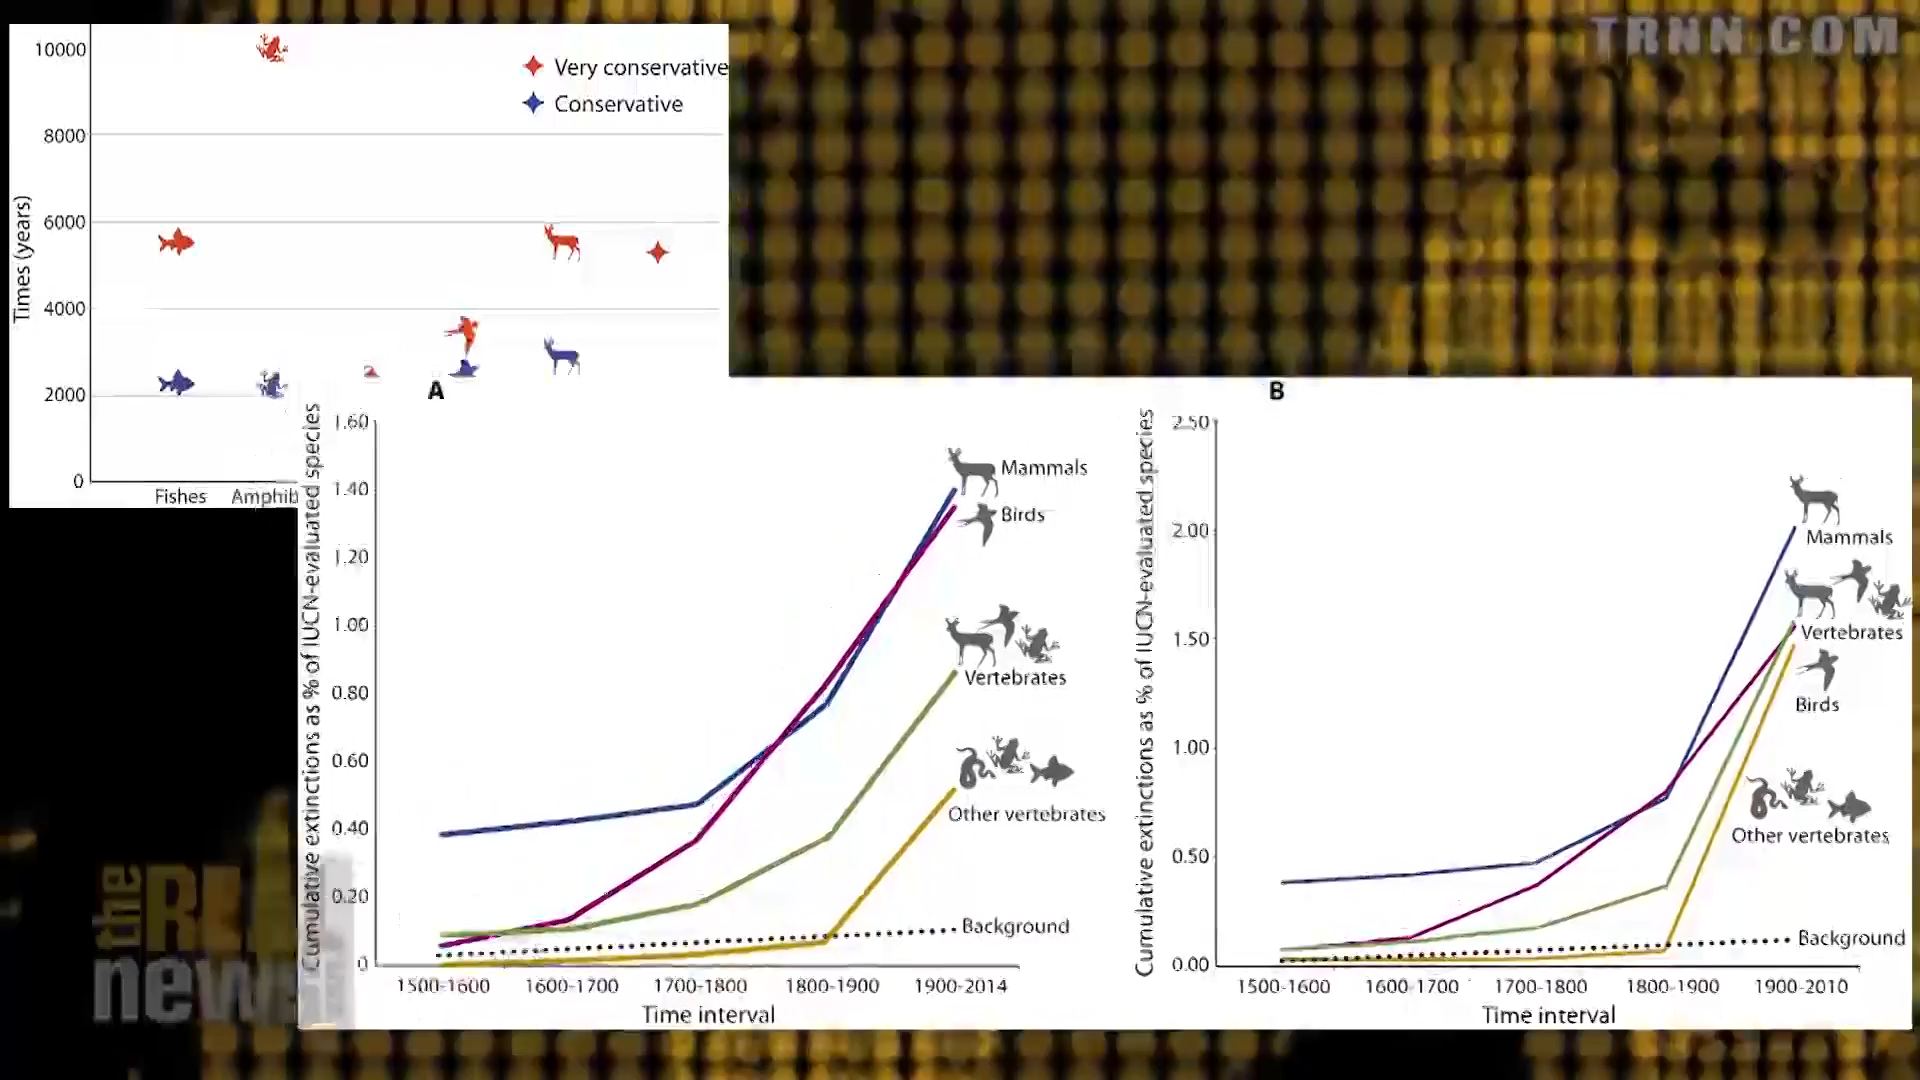 TRNN.COM
10000
8000
6000
4000
2000
0
Times (years)
Very conservative
Conservative
Fishes Amphib
A
Cumulative extinctions as % of IUCN-evaluated species
1.60
1.40
1.20
1.00
0.80
0.60
0.40
0.20
0
Mammals
Birds
Vertebrates
Other vertebrates
Background
1500-1600 1600-1700 1700-1800 1800-1900 1900-2014
Time interval
B
Cumulative extinctions as % of IUCN-evaluated species
2.50
2.00
1.50
1.00
0.50
0.00
Mammals
Vertebrates
Birds
Other vertebrates
Background
1500-1600 1600-1700 1700-1800 1800-1900 1900-2010
Time interval
the